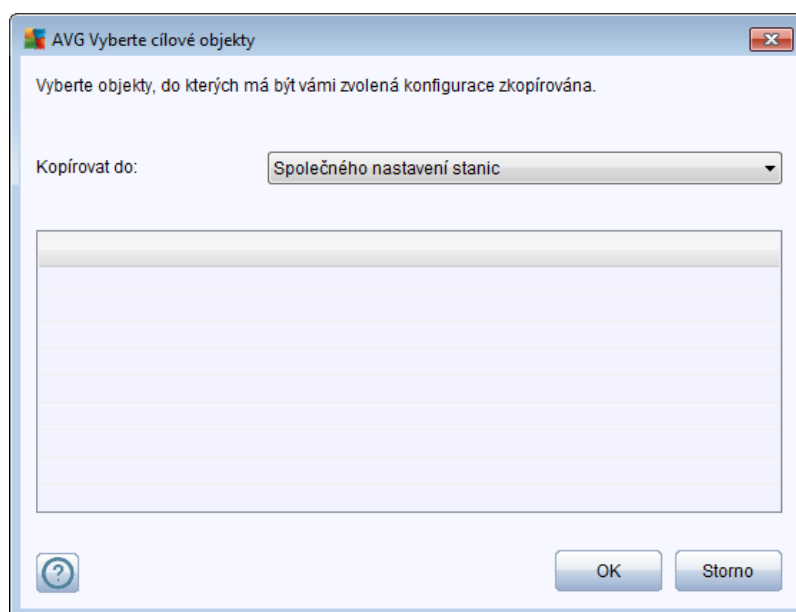 AVG Vyberte cílové objekty
Vyberte objekty, do kterých má být vámi zvolená konfigurace zkopírována.
Kopírovat do:
Společného nastavení stanic
?
OK
Storno